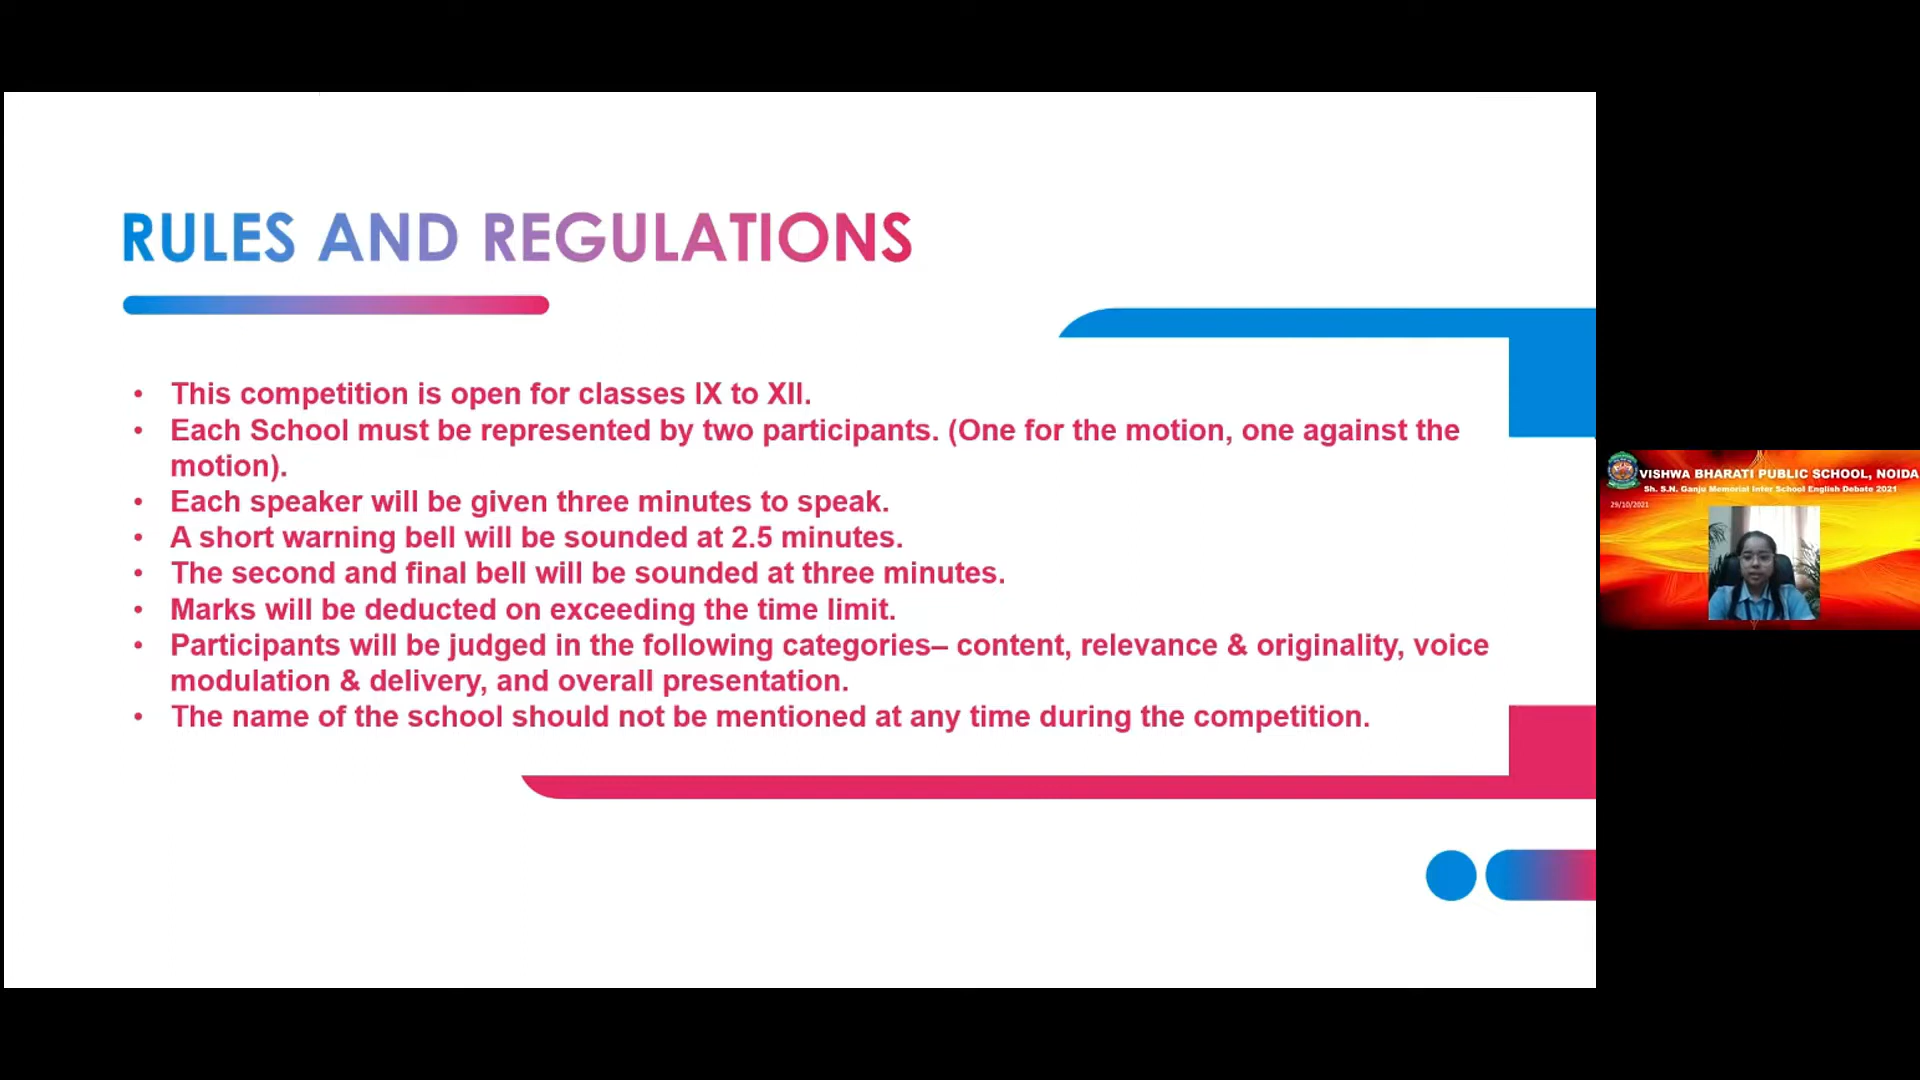 RULES AND REGULATIONS
• This competition is open for classes IX to XII.
• Each School must be represented by two participants. (One for the motion, one against the
motion).
• Each speaker will be given three minutes to speak.
• A short warning bell will be sounded at 2.5 minutes.
• The second and final bell will be sounded at three minutes.
• Marks will be deducted on exceeding the time limit.
• Participants will be judged in the following categories– content, relevance & originality, voice
modulation & delivery, and overall presentation.
• The name of the school should not be mentioned at any time during the competition.
VISHWA BHARATI PUBLIC SCHOOL, NOIDA
Sh. S.N. Ganju Memorial Inter School English Debate 2021
29/10/2021